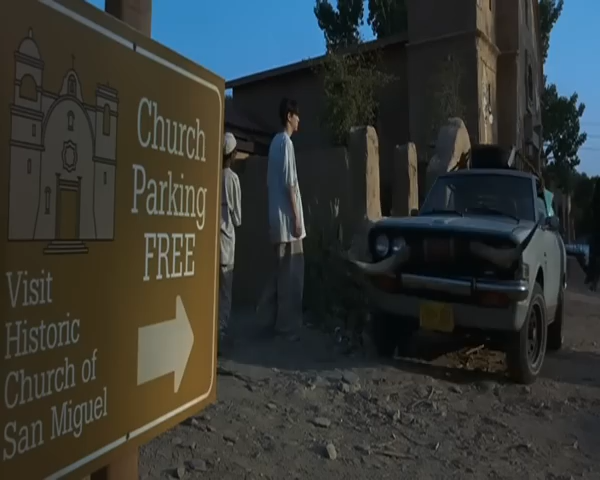 Church
Parking
FREE
Visit
Historic
Church of
San Miguel